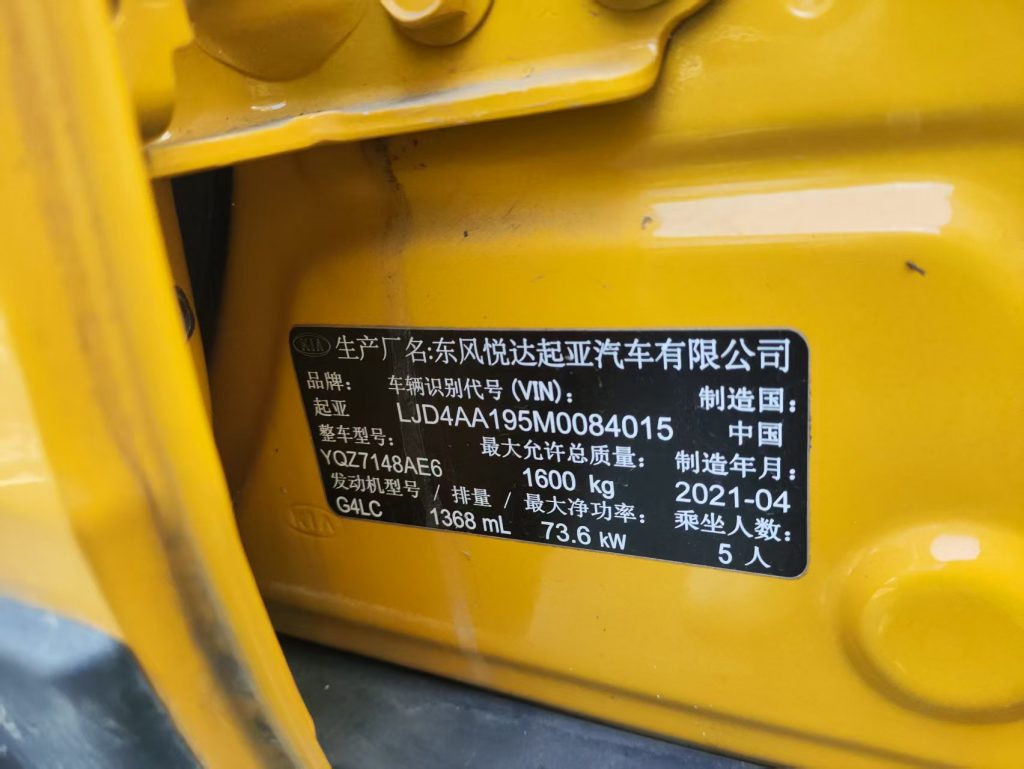 KIA 生产厂名:东风悦达起亚汽车有限公司
品牌: 车辆识别代号(VIN): 制造国:
起亚 LJD4AA195M0084015 中国
整车型号: 最大允许总质量: 制造年月:
YQZ7148AE6 1600 kg 2021-04
发动机型号 / 排量 / 最大净功率: 乘坐人数:
G4LC 1368 mL 73.6 kW 5 人
KIA